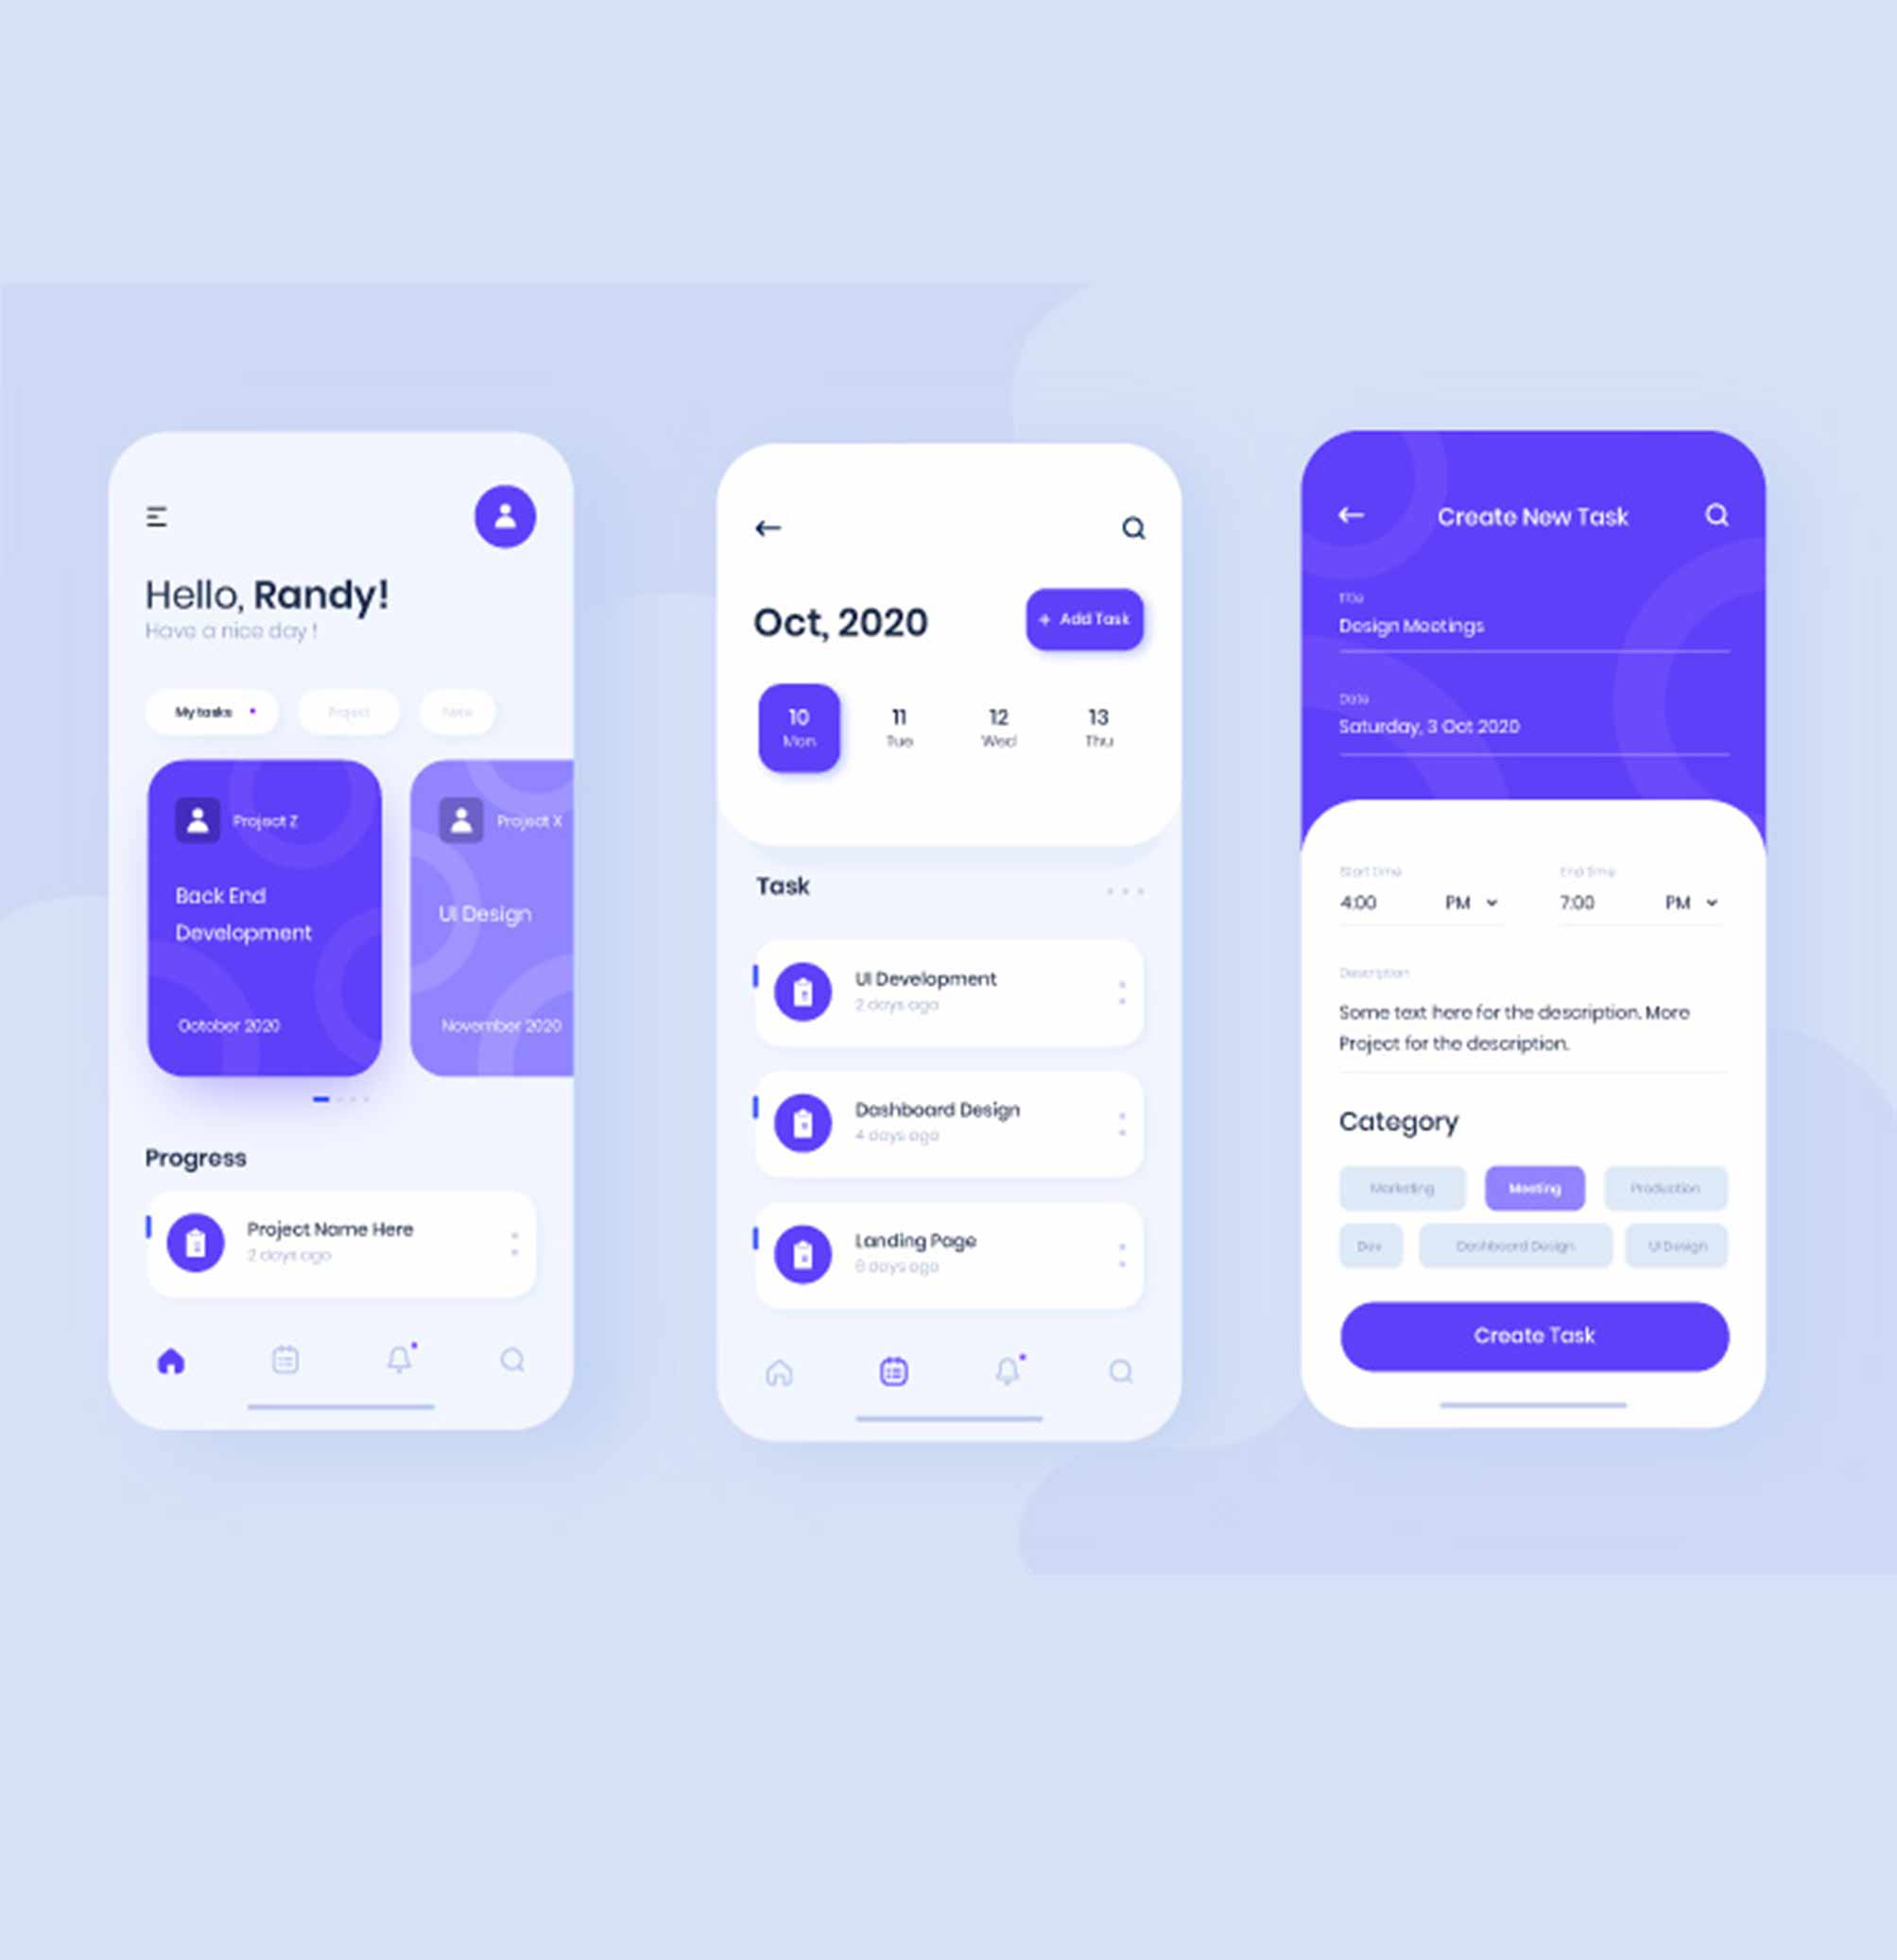 Hello, Randy!
Have a nice day !
My tasks
Project
Note
Project Z
Back End
Development
October 2020
Project X
UI Design
November 2020
Progress
Project Name Here
2 days ago
Oct, 2020
+ Add Task
10
Mon
11
Tue
12
Wed
13
Thu
Task
UI Development
2 days ago
Dashboard Design
4 days ago
Landing Page
6 days ago
Create New Task
Title
Design Meetings
Date
Saturday, 3 Oct 2020
Start time
End time
4:00 PM
7:00 PM
Description
Some text here for the description. More
Project for the description.
Category
Marketing
Meeting
Production
Dev
Dashboard Design
UI Design
Create Task